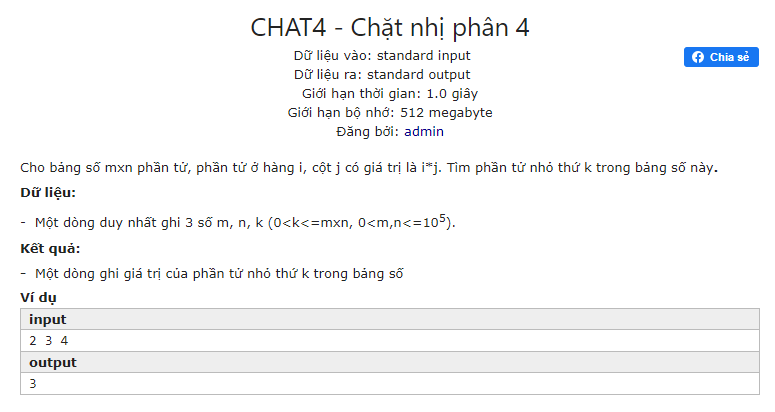 CHAT4 - Chặt nhị phân 4
Dữ liệu vào: standard input
Chia sẻ
Dữ liệu ra: standard output
Giới hạn thời gian: 1.0 giây
Giới hạn bộ nhớ: 512 megabyte
Đăng bởi: admin
Cho bảng số mxn phần tử, phần tử ở hàng i, cột j có giá trị là i*j. Tìm phần tử nhỏ thứ k trong bảng số này.
Dữ liệu:
- Một dòng duy nhất ghi 3 số m, n, k (0<k<=mxn, 0<m,n<=10⁵).
Kết quả:
- Một dòng ghi giá trị của phần tử nhỏ thứ k trong bảng số
Ví dụ
input
2 3 4
output
3